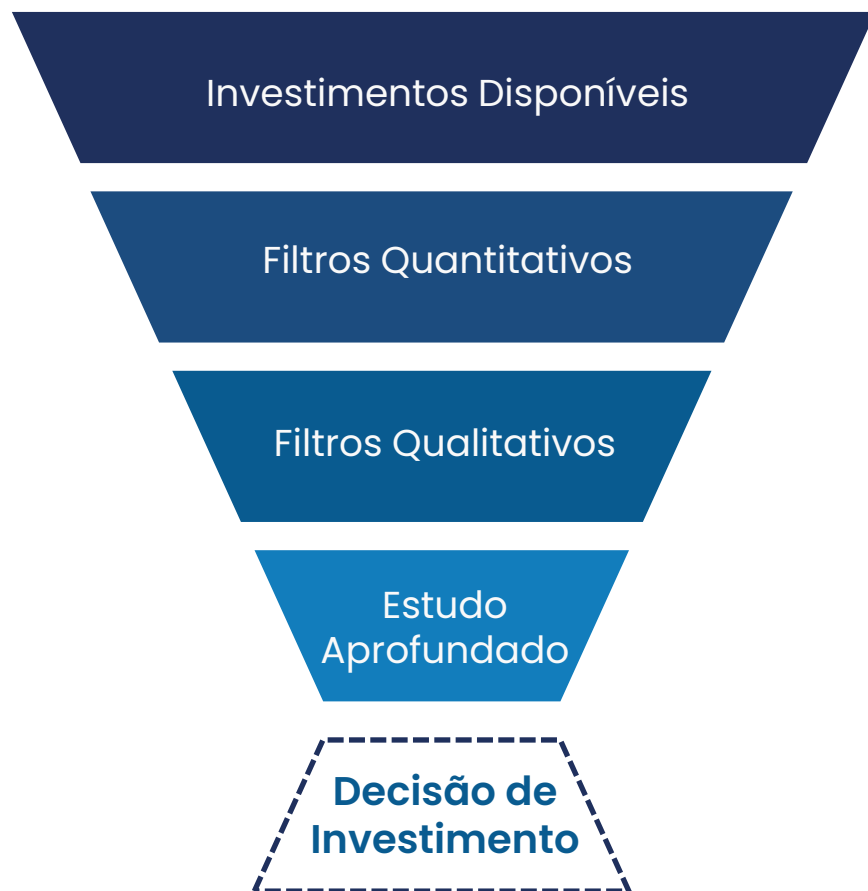 Investimentos Disponíveis
Filtros Quantitativos
Filtros Qualitativos
Estudo
Aprofundado
Decisão de
Investimento